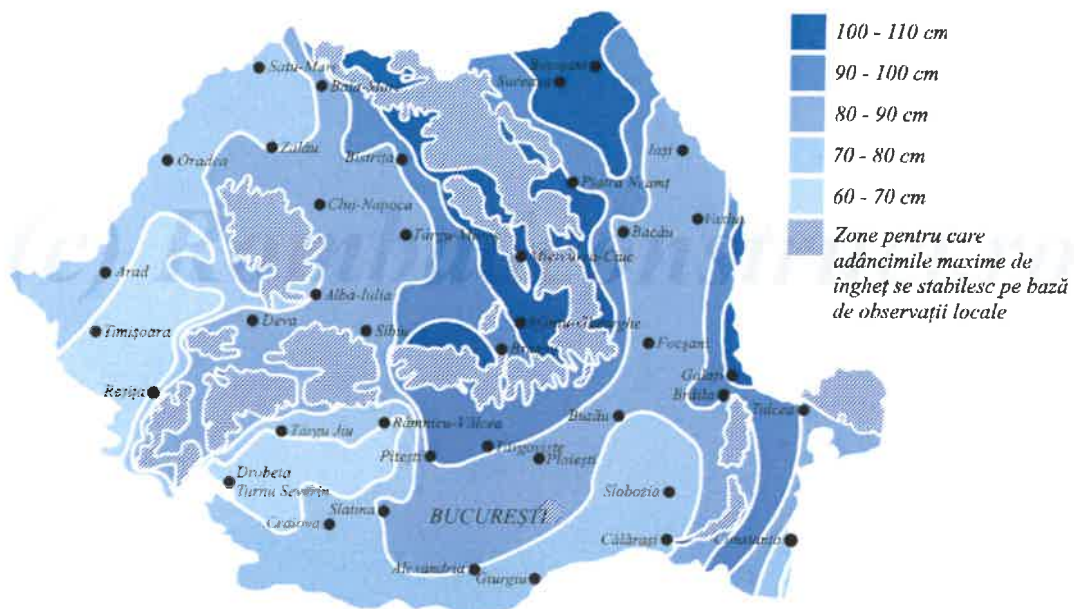 100 - 110 cm
90 - 100 cm
80 - 90 cm
70 - 80 cm
60 - 70 cm
Zone pentru care
adâncimile maxime de
îngheț se stabilesc pe bază
de observații locale
Satu-Mare
Baia-Mare
Botoșani
Suceava
Oradea
Zalău
Bistrița
Iași
Piatra Neamț
Cluj-Napoca
Târgu-Mureș
Bacău
Vaslui
Miercurea-Ciuc
Arad
Alba-Iulia
Deva
Timișoara
Sibiu
Brașov
Focșani
Galați
Reșița
Brăila
Tulcea
Târgu Jiu
Râmnicu-Vâlcea
Buzău
Pitești
Târgoviște
Ploiești
Drobeta
Turnu Severin
Slobozia
Slatina
Craiova
BUCUREȘTI
Călărași
Constanța
Alexandria
Giurgiu